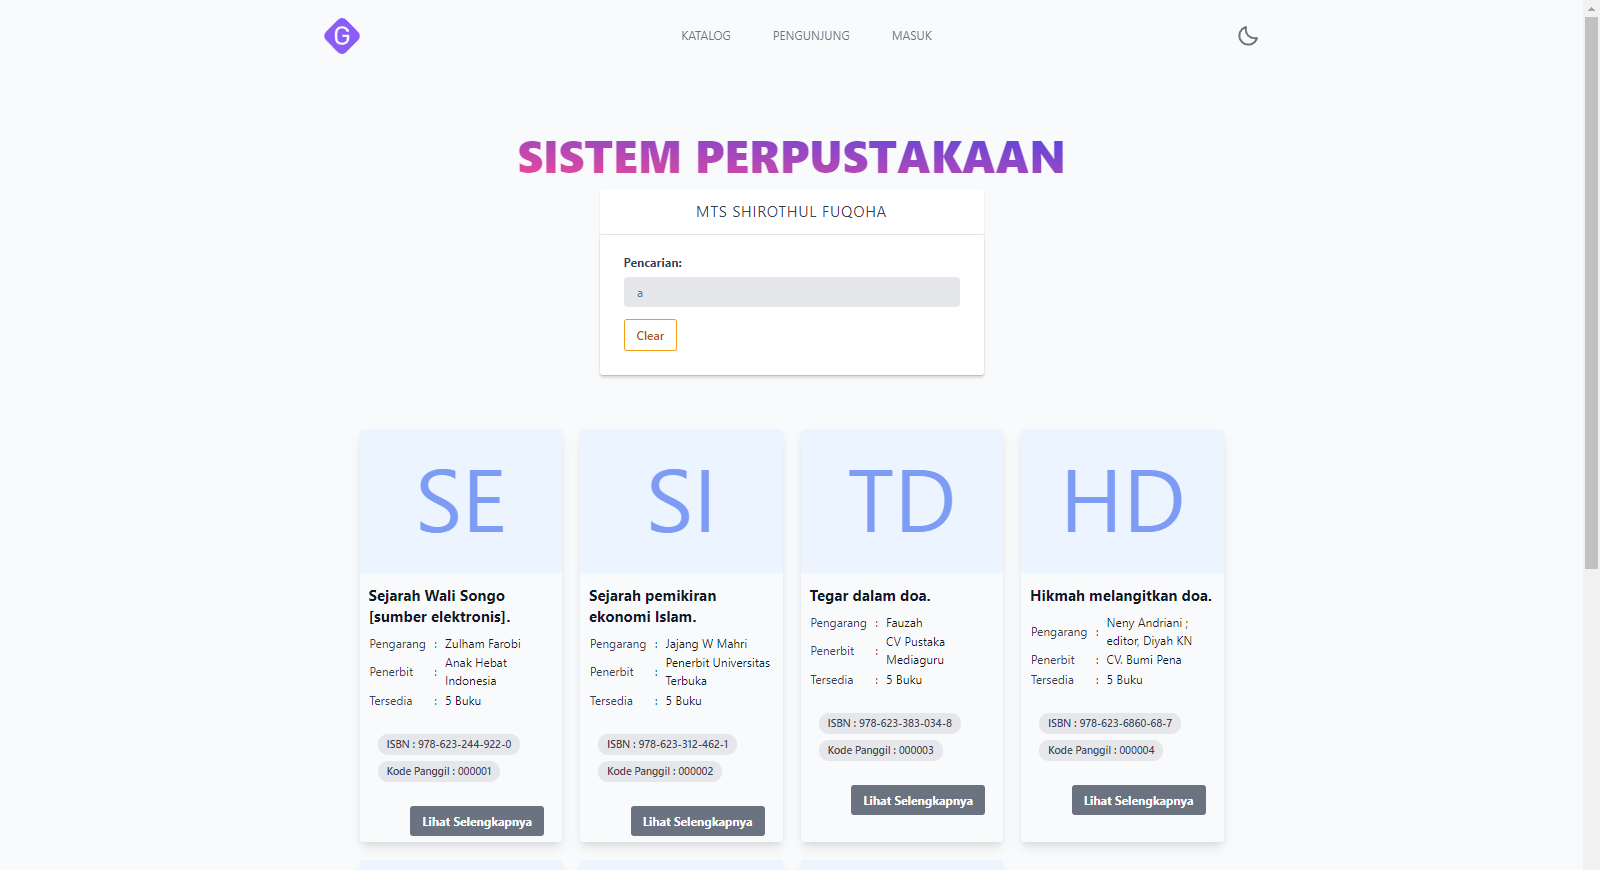 G
KATALOG
PENGUNJUNG
MASUK
SISTEM PERPUSTAKAAN
MTS SHIROTHUL FUQOHA
Pencarian:
a
Clear
SE
Sejarah Wali Songo
[sumber elektronis].
Pengarang : Zulham Farobi
Penerbit : Anak Hebat
Indonesia
Tersedia : 5 Buku
ISBN : 978-623-244-922-0
Kode Panggil : 000001
Lihat Selengkapnya
SI
Sejarah pemikiran
ekonomi Islam.
Pengarang : Jajang W Mahri
Penerbit : Penerbit Universitas
Terbuka
Tersedia : 5 Buku
ISBN : 978-623-312-462-1
Kode Panggil : 000002
Lihat Selengkapnya
TD
Tegar dalam doa.
Pengarang : Fauzah
Penerbit : CV Pustaka
Mediaguru
Tersedia : 5 Buku
ISBN : 978-623-383-034-8
Kode Panggil : 000003
Lihat Selengkapnya
HD
Hikmah melangitkan doa.
Pengarang : Neny Andriani ;
editor, Diyah KN
Penerbit : CV. Bumi Pena
Tersedia : 5 Buku
ISBN : 978-623-6860-68-7
Kode Panggil : 000004
Lihat Selengkapnya